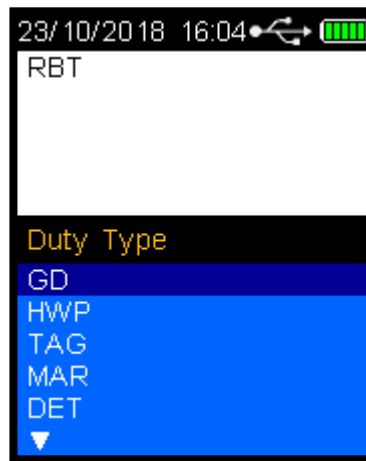 23/10/2018 16:04
RBT
Duty Type
GD
HWP
TAG
MAR
DET